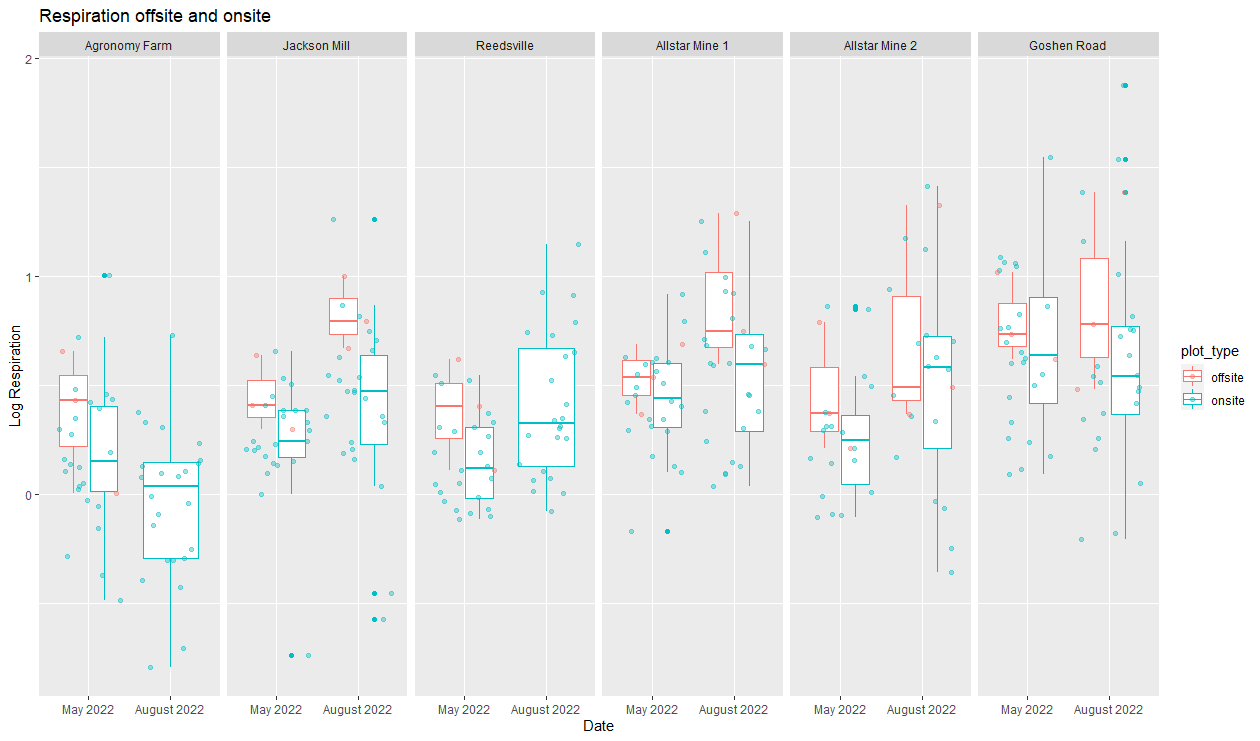 Respiration offsite and onsite
Agronomy Farm
Jackson Mill
Reedsville
Allstar Mine 1
Allstar Mine 2
Goshen Road
2
1
0
Log Respiration
May 2022 August 2022
May 2022 August 2022
May 2022 August 2022
May 2022 August 2022
May 2022 August 2022
May 2022 August 2022
Date
plot_type
offsite
onsite